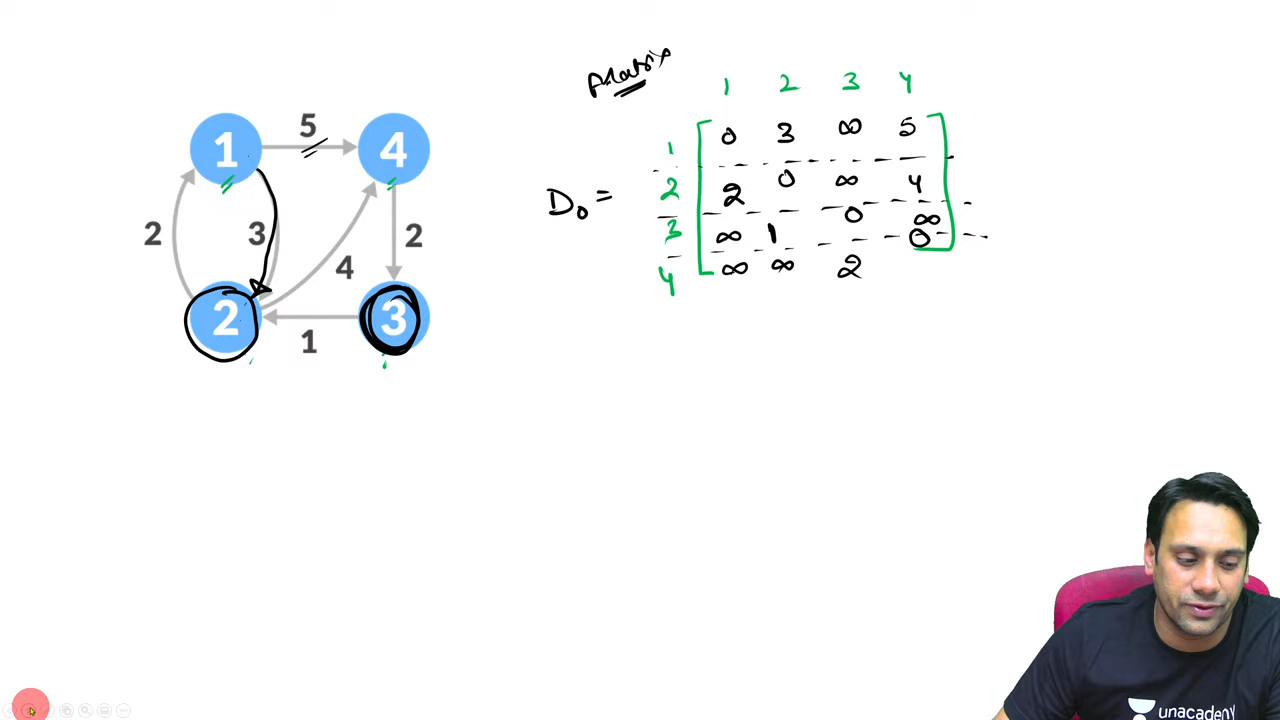 Matrix
1 2 3 4
D₀ =
1 0 3 ∞ 5
2 2 0 ∞ 4
3 ∞ 1 0 ∞
4 ∞ ∞ 2 0
1 5 4
2 3 4 2
2 1 3
unacademy